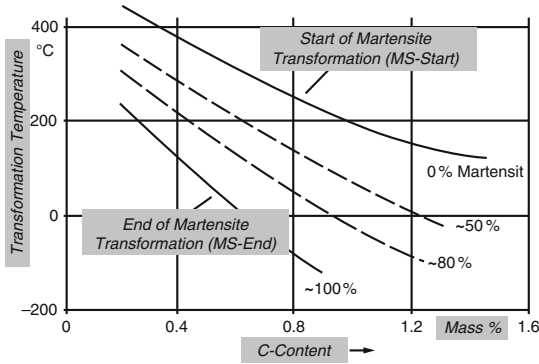 400
°C
200
0
–200
Transformation Temperature
Start of Martensite
Transformation (MS-Start)
0 % Martensit
~50 %
~80 %
~100 %
End of Martensite
Transformation (MS-End)
0
0.4
0.8
1.2
Mass %
1.6
C-Content